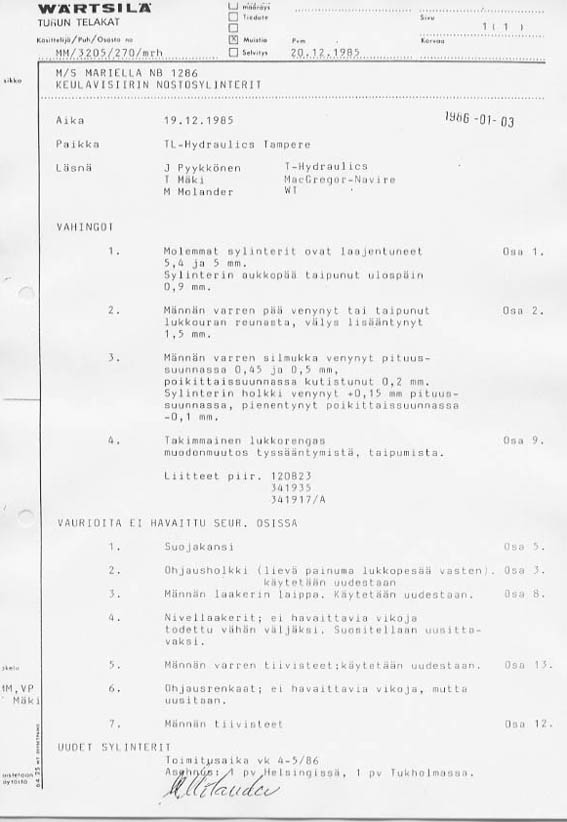 WÄRTSILÄ
TURUN TELAKAT
määräys
Tiedote
Sivu
1 ( 1 )
Käsittelijä/Puh/Osasto no
Muistio
Pvm
Korvaa
MM/3205/270/mrh
Selvitys
20.12.1985
sikko
M/S MARIELLA NB 1286
KEULAVISIIRIN NOSTOSYLINTERIT
Aika 19.12.1985 1986 -01- 03
Paikka TL-Hydraulics Tampere
Läsnä J Pyykkönen T-Hydraulics
T Mäki MacGregor-Navire
M Molander WT
VAHINGOT
1. Molemmat sylinterit ovat laajentuneet Osa 1.
5,4 ja 5 mm.
Sylinterin aukkopää taipunut ulospäin
0,9 mm.
2. Männän varren pää venynyt tai taipunut Osa 2.
lukkouran reunasta, välys lisääntynyt
1,5 mm.
3. Männän varren silmukka venynyt pituus-
suunnassa 0,45 ja 0,5 mm,
poikittaissuunnassa kutistunut 0,2 mm.
Sylinterin holkki venynyt +0,15 mm pituus-
suunnassa, pienentynyt poikittaissuunnassa
-0,1 mm.
4. Takimmainen lukkorengas Osa 9.
muodonmuutos tyssääntymistä, taipumista.
Liitteet piir. 120823
341935
341917/A
VAURIOITA EI HAVAITTU SEUR. OSISSA
1. Suojakansi Osa 5.
2. Ohjausholkki (lievä painuma lukkopesää vasten). Osa 3.
käytetään uudestaan
3. Männän laakerin laippa. Käytetään uudestaan. Osa 8.
4. Nivellaakerit; ei havaittavia vikoja
todettu vähän väljäksi. Suositellaan uusitta-
vaksi.
5. Männän varren tiivisteet;käytetään uudestaan. Osa 13.
6. Ohjausrenkaat; ei havaittavia vikoja, mutta
uusitaan.
7. Männän tiivisteet Osa 12.
jakelu
MM,VP
Mäki
UUDET SYLINTERIT
Toimitusaika vk 4-5/86
Asennus: 1 pv Helsingissä, 1 pv Tukholmassa.
MMolander